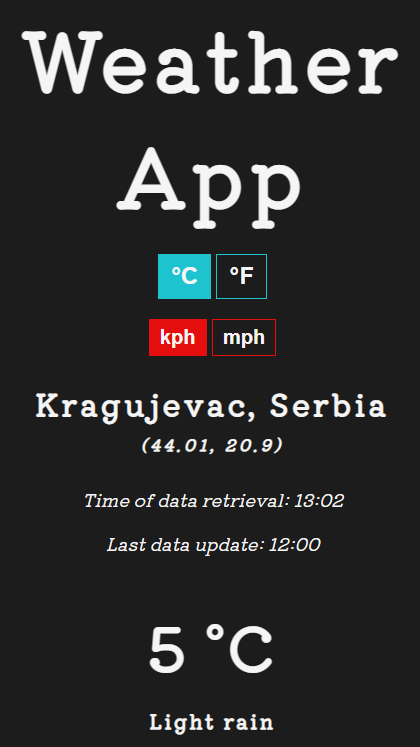 Weather
App
°C °F
kph mph
Kragujevac, Serbia
(44.01, 20.9)
Time of data retrieval: 13:02
Last data update: 12:00
5 °C
Light rain